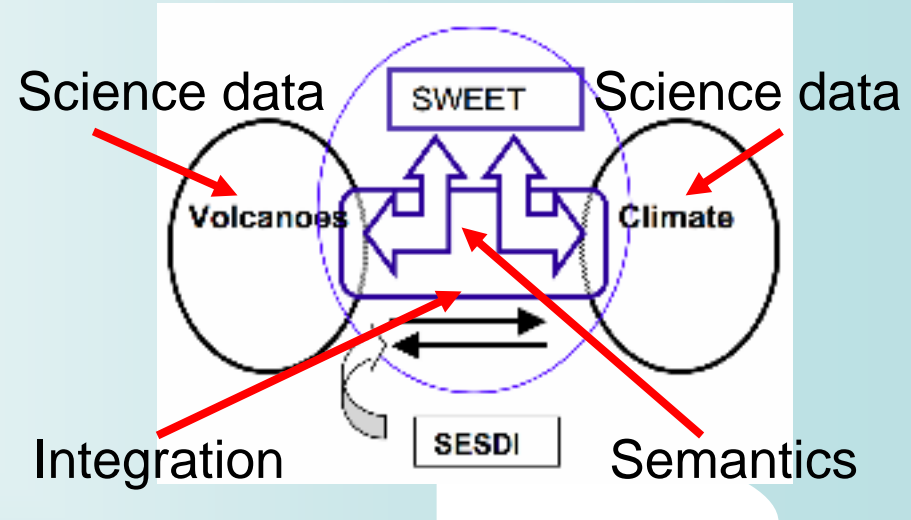 Science data
Science data
SWEET
Volcanoes
Climate
Integration
SESDI
Semantics